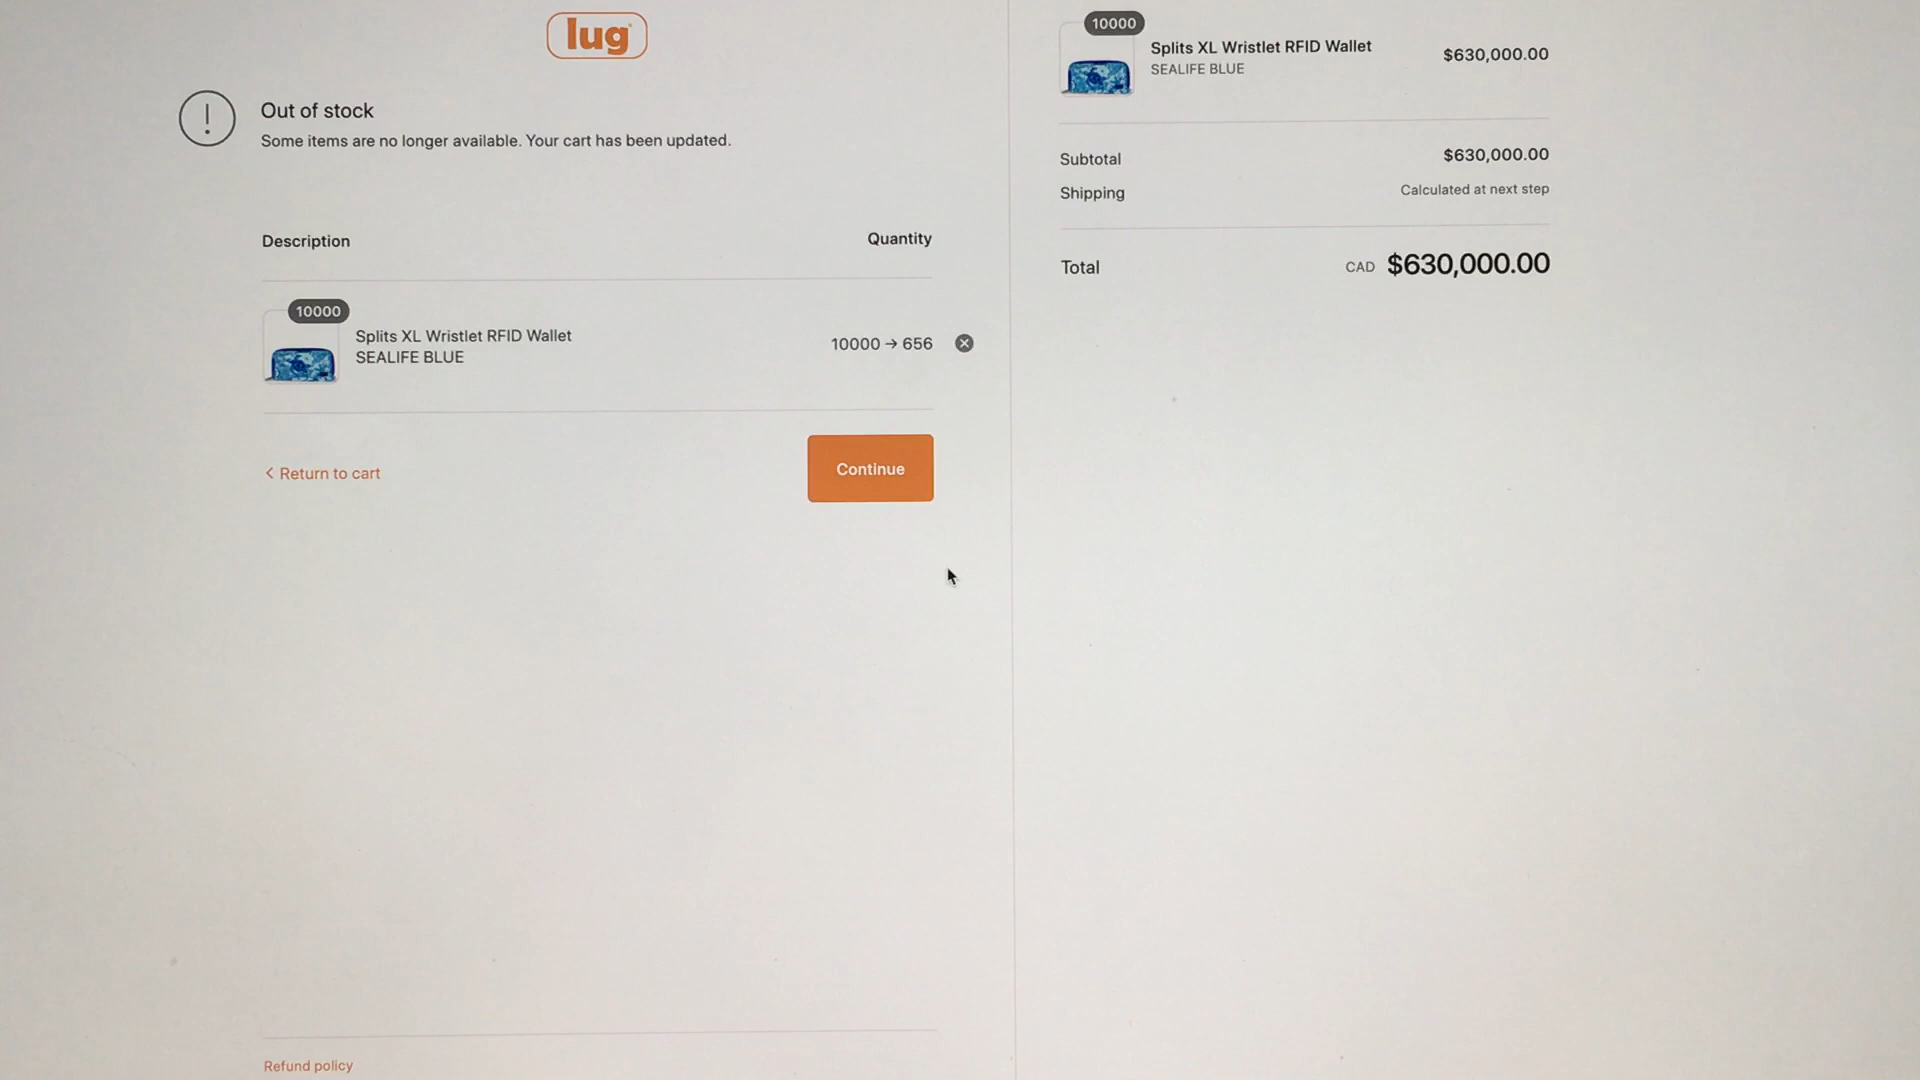 lug
Out of stock
Some items are no longer available. Your cart has been updated.
Description Quantity
10000
Splits XL Wristlet RFID Wallet
SEALIFE BLUE
10000 → 656
< Return to cart
Continue
Refund policy
10000
Splits XL Wristlet RFID Wallet
SEALIFE BLUE
$630,000.00
Subtotal $630,000.00
Shipping Calculated at next step
Total CAD $630,000.00